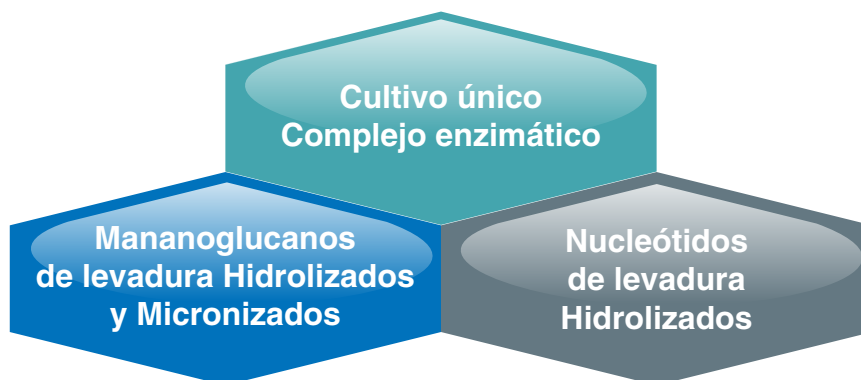 Cultivo único
Complejo enzimático
Mananoglucanos
de levadura Hidrolizados
y Micronizados
Nucleótidos
de levadura
Hidrolizados